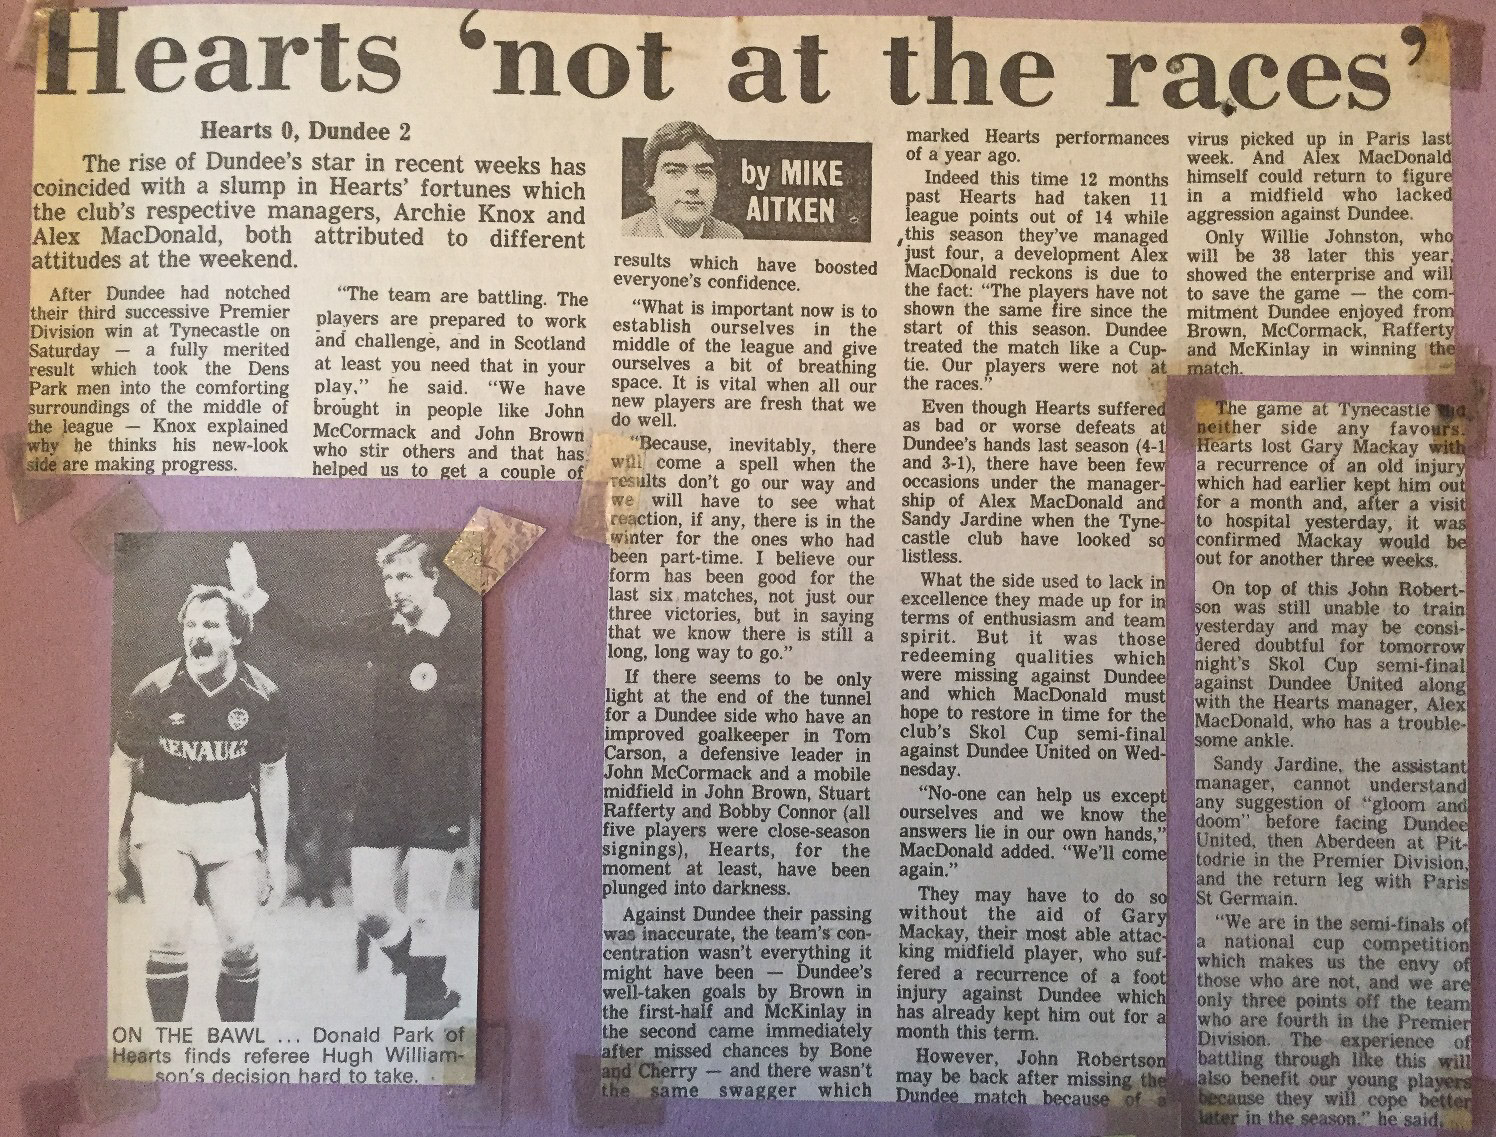 Hearts ‘not at the races’
Hearts 0, Dundee 2
The rise of Dundee’s star in recent weeks has
coincided with a slump in Hearts’ fortunes which
the club’s respective managers, Archie Knox and
Alex MacDonald, both attributed to different
attitudes at the weekend.
After Dundee had notched
their third successive Premier
Division win at Tynecastle on
Saturday — a fully merited
result which took the Dens
Park men into the comforting
surroundings of the middle of
the league — Knox explained
why he thinks his new-look
side are making progress.
“The team are battling. The
players are prepared to work
and challenge, and in Scotland
at least you need that in your
play,” he said. “We have
brought in people like John
McCormack and John Brown
who stir others and that has
helped us to get a couple of
by MIKE
AITKEN
results which have boosted
everyone’s confidence.
“What is important now is to
establish ourselves in the
middle of the league and give
ourselves a bit of breathing
space. It is vital when all our
new players are fresh that we
do well.
“Because, inevitably, there
will come a spell when the
results don’t go our way and
we will have to see what
reaction, if any, there is in the
winter for the ones who had
been part-time. I believe our
form has been good for the
last six matches, not just our
three victories, but in saying
that we know there is still a
long, long way to go.”
If there seems to be only
light at the end of the tunnel
for a Dundee side who have an
improved goalkeeper in Tom
Carson, a defensive leader in
John McCormack and a mobile
midfield in John Brown, Stuart
Rafferty and Bobby Connor (all
five players were close-season
signings), Hearts, for the
moment at least, have been
plunged into darkness.
Against Dundee their passing
was inaccurate, the team’s con-
centration wasn’t everything it
might have been — Dundee’s
well-taken goals by Brown in
the first-half and McKinlay in
the second came immediately
after missed chances by Bone
and Cherry — and there wasn’t
the same swagger which
marked Hearts performances
of a year ago.
Indeed this time 12 months
past Hearts had taken 11
league points out of 14 while
this season they’ve managed
just four, a development Alex
MacDonald reckons is due to
the fact: “The players have not
shown the same fire since the
start of this season. Dundee
treated the match like a Cup-
tie. Our players were not at
the races.”
Even though Hearts suffered
as bad or worse defeats at
Dundee’s hands last season (4-1
and 3-1), there have been few
occasions under the manager-
ship of Alex MacDonald and
Sandy Jardine when the Tyne-
castle club have looked so
listless.
What the side used to lack in
excellence they made up for in
terms of enthusiasm and team
spirit. But it was those
redeeming qualities which
were missing against Dundee
and which MacDonald must
hope to restore in time for the
club’s Skol Cup semi-final
against Dundee United on Wed-
nesday.
“No-one can help us except
ourselves and we know the
answers lie in our own hands,”
MacDonald added. “We’ll come
again.”
They may have to do so
without the aid of Gary
Mackay, their most able attac-
king midfield player, who suf-
fered a recurrence of a foot
injury against Dundee which
has already kept him out for a
month this term.
However, John Robertson
may be back after missing the
Dundee match because of a
virus picked up in Paris last
week. And Alex MacDonald
himself could return to figure
in a midfield who lacked
aggression against Dundee.
Only Willie Johnston, who
will be 38 later this year,
showed the enterprise and will
to save the game — the com-
mitment Dundee enjoyed from
Brown, McCormack, Rafferty
and McKinlay in winning the
match.
The game at Tynecastle did
neither side any favours.
Hearts lost Gary Mackay with
a recurrence of an old injury
which had earlier kept him out
for a month and, after a visit
to hospital yesterday, it was
confirmed Mackay would be
out for another three weeks.
On top of this John Robert-
son was still unable to train
yesterday and may be consi-
dered doubtful for tomorrow
night’s Skol Cup semi-final
against Dundee United along
with the Hearts manager, Alex
MacDonald, who has a trouble-
some ankle.
Sandy Jardine, the assistant
manager, cannot understand
any suggestion of “gloom and
doom” before facing Dundee
United, then Aberdeen at Pit-
todrie in the Premier Division,
and the return leg with Paris
St Germain.
“We are in the semi-finals of
a national cup competition
which makes us the envy of
those who are not, and we are
only three points off the team
who are fourth in the Premier
Division. The experience of
battling through like this will
also benefit our young players
because they will cope better
later in the season.” he said.
RENAULT
ON THE BAWL ... Donald Park of
Hearts finds referee Hugh William-
son’s decision hard to take.